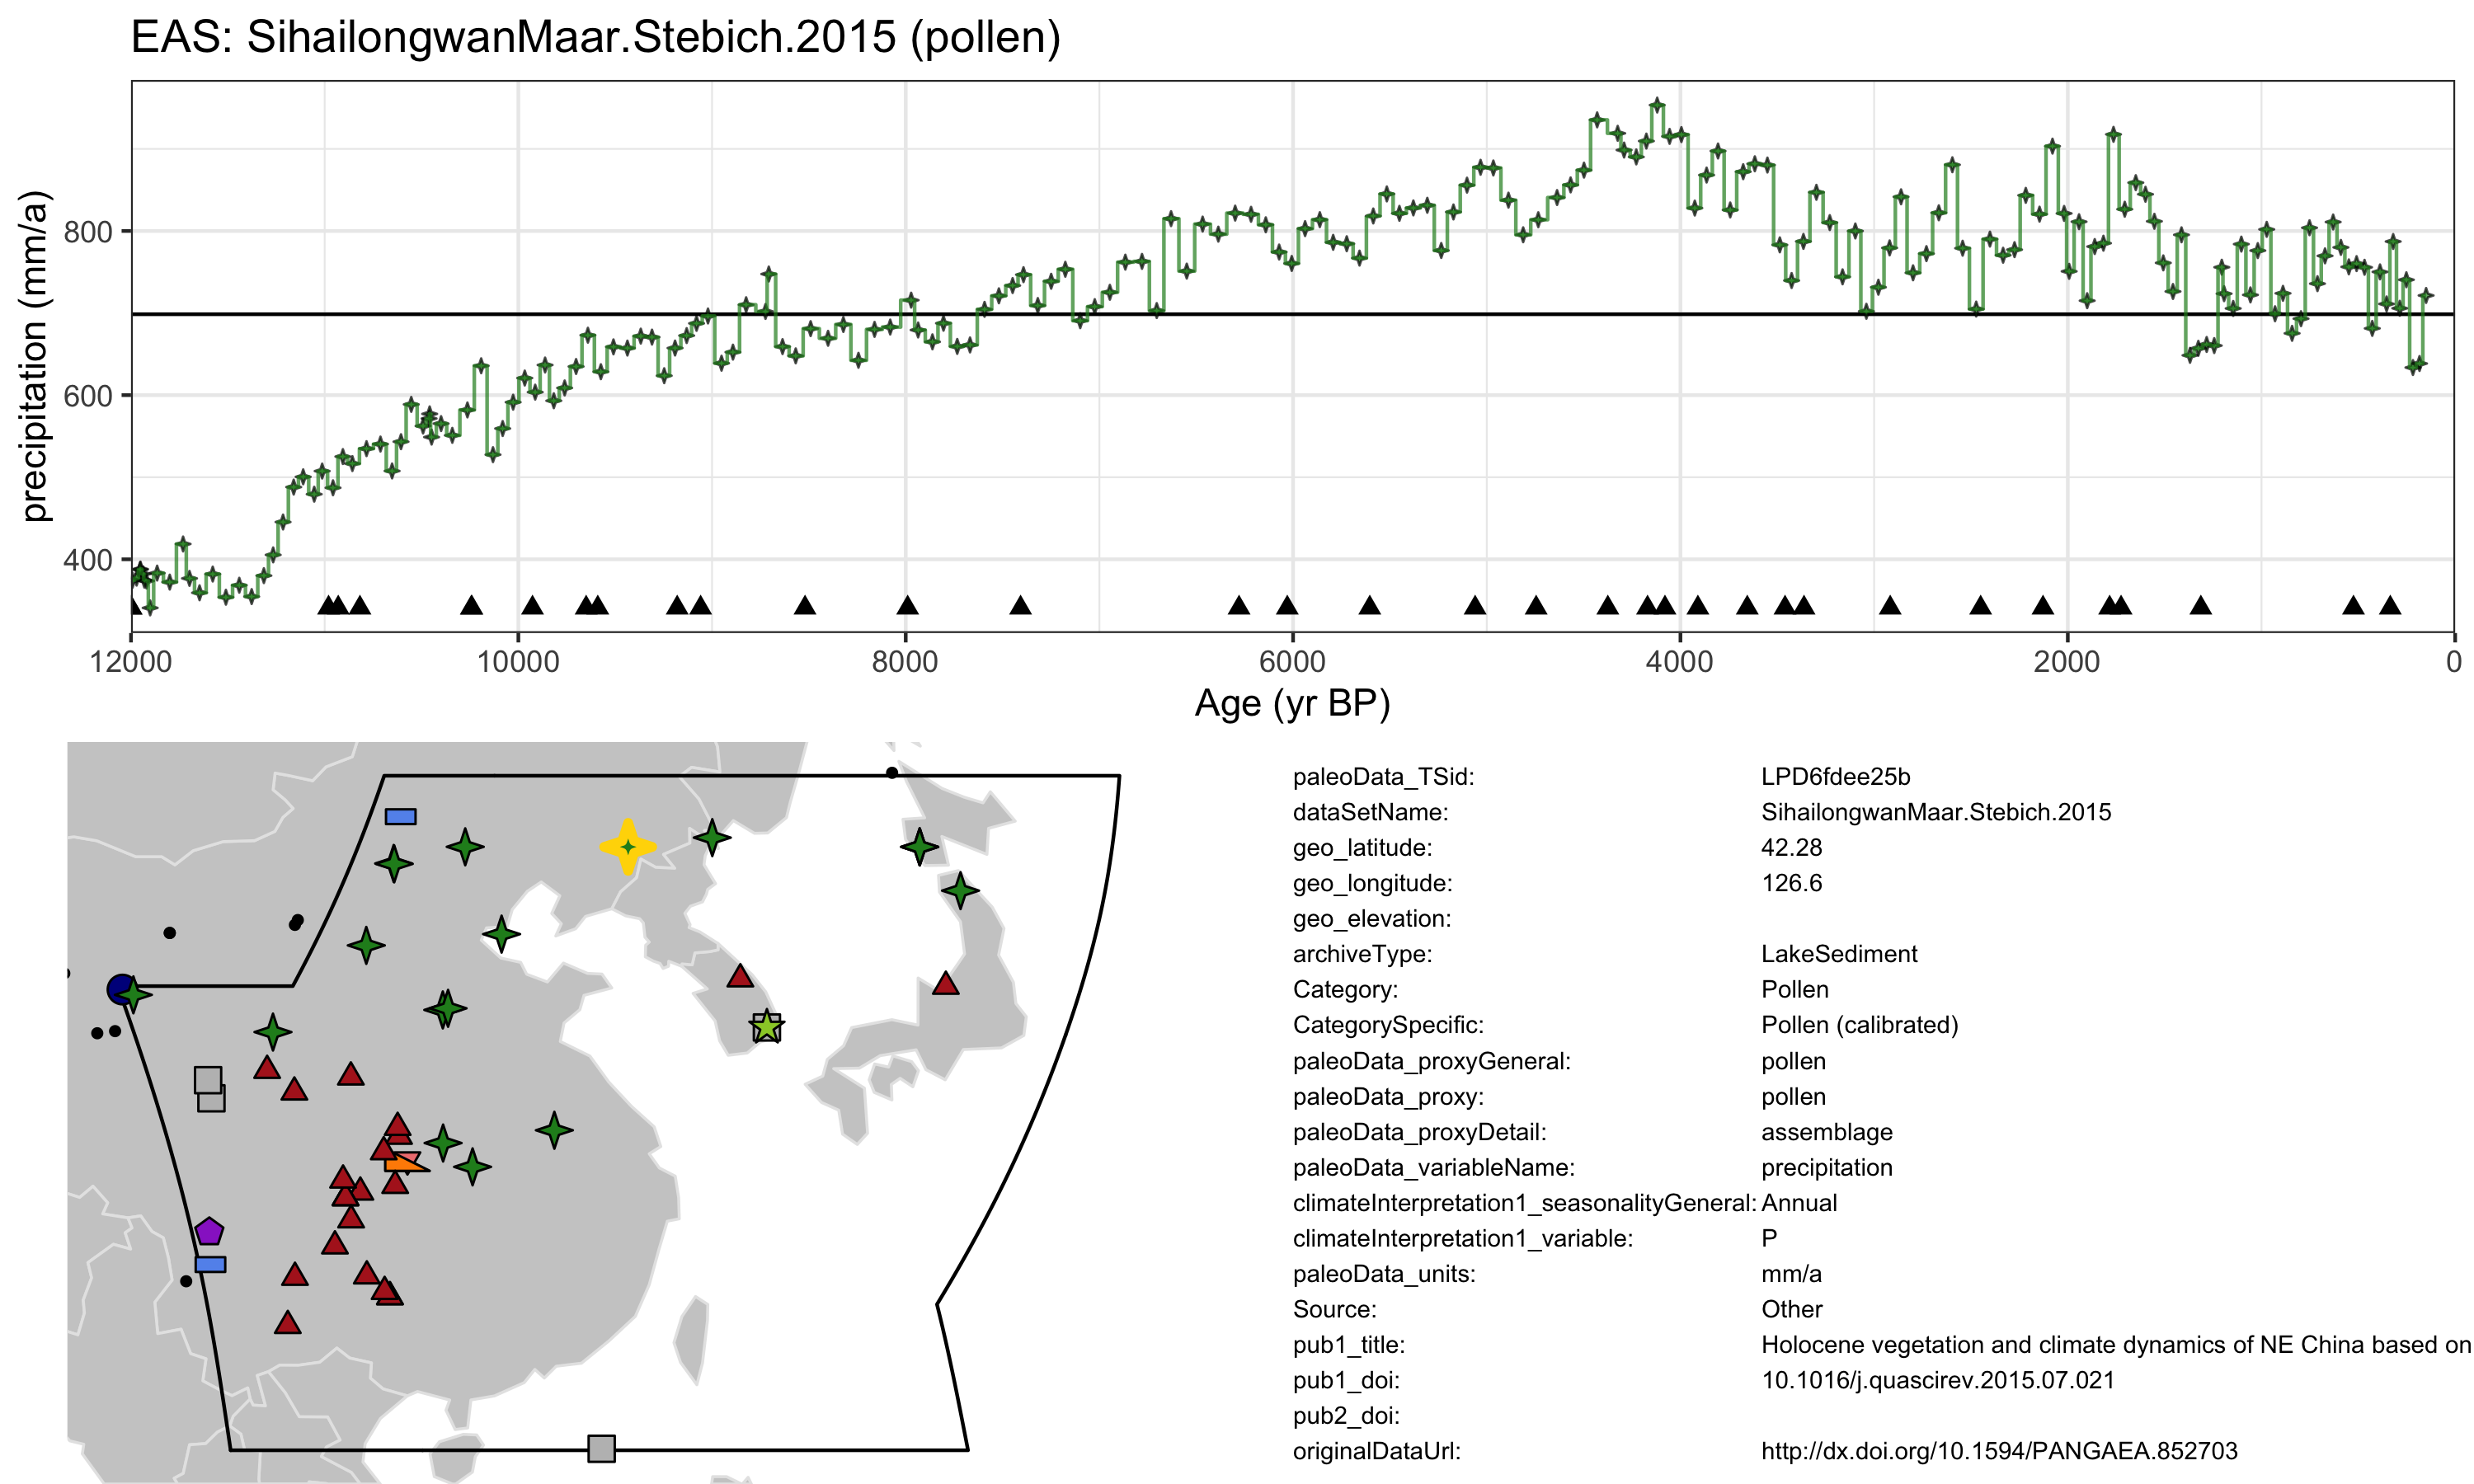 EAS: SihailongwanMaar.Stebich.2015 (pollen)
precipitation (mm/a)
800
600
400
12000 10000 8000 6000 4000 2000 0
Age (yr BP)
paleoData_TSid: LPD6fdee25b
dataSetName: SihailongwanMaar.Stebich.2015
geo_latitude: 42.28
geo_longitude: 126.6
geo_elevation:
archiveType: LakeSediment
Category: Pollen
CategorySpecific: Pollen (calibrated)
paleoData_proxyGeneral: pollen
paleoData_proxy: pollen
paleoData_proxyDetail: assemblage
paleoData_variableName: precipitation
climateInterpretation1_seasonalityGeneral: Annual
climateInterpretation1_variable: P
paleoData_units: mm/a
Source: Other
pub1_title: Holocene vegetation and climate dynamics of NE China based on
pub1_doi: 10.1016/j.quascirev.2015.07.021
pub2_doi:
originalDataUrl: http://dx.doi.org/10.1594/PANGAEA.852703